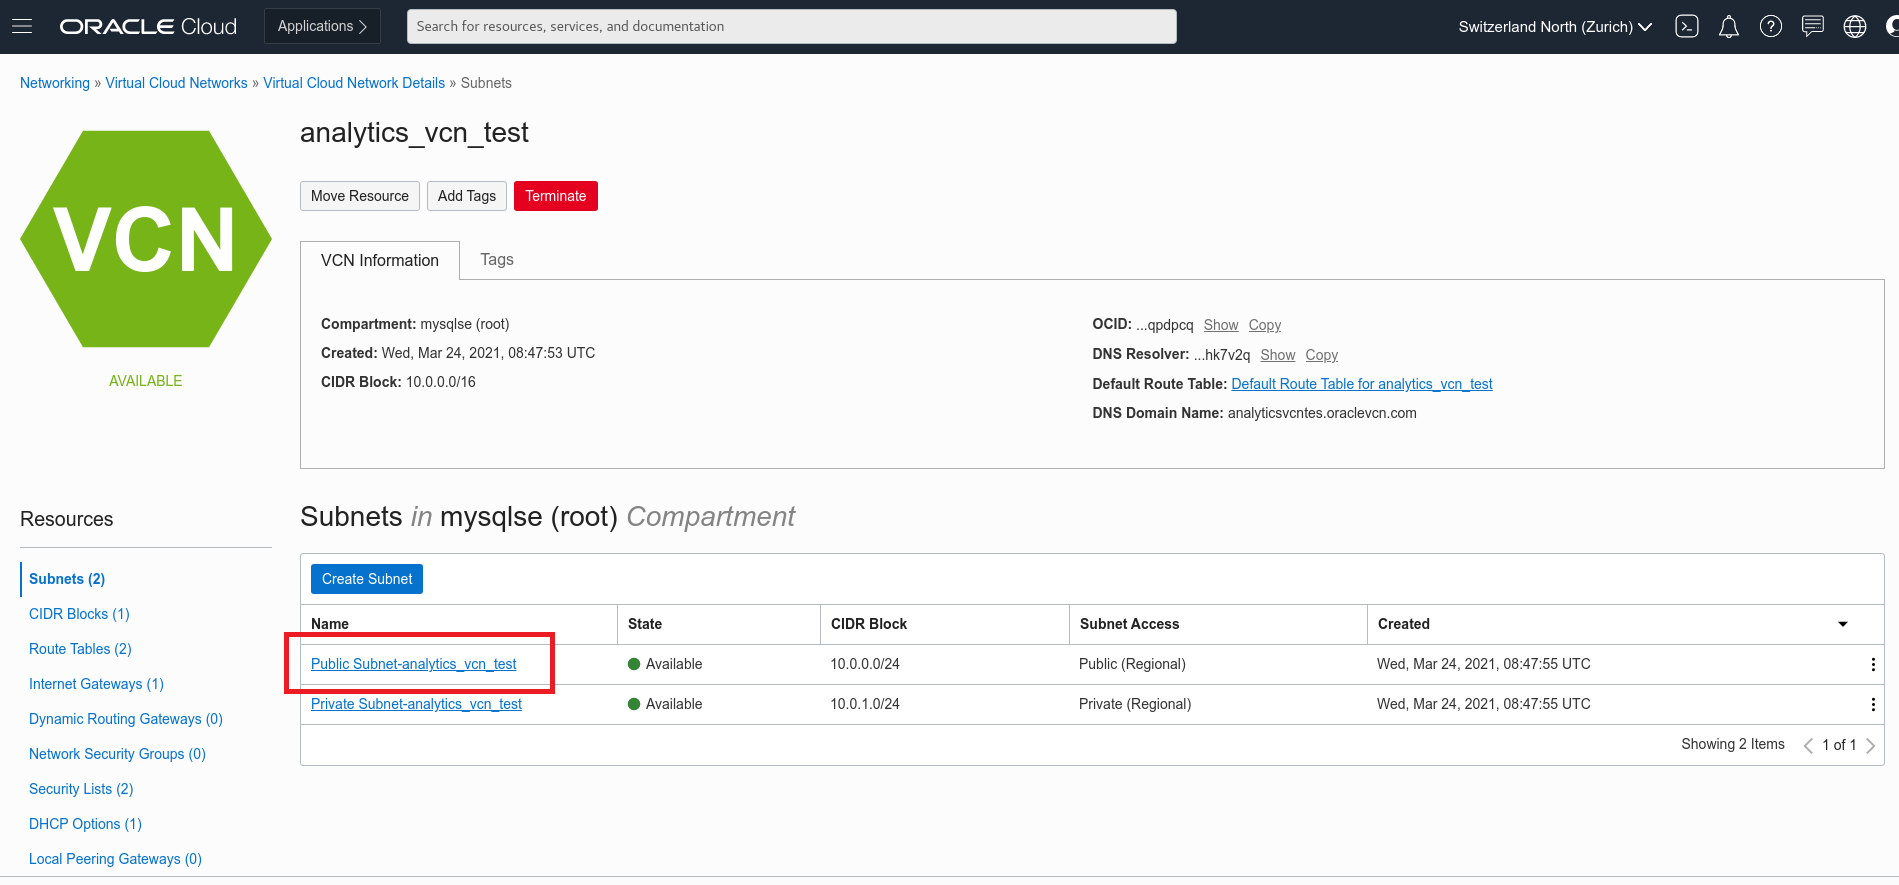 ORACLE Cloud
Applications
Search for resources, services, and documentation
Switzerland North (Zurich)
Networking » Virtual Cloud Networks » Virtual Cloud Network Details » Subnets
VCN
AVAILABLE
analytics_vcn_test
Move Resource
Add Tags
Terminate
VCN Information
Tags
Compartment: mysqlse (root)
Created: Wed, Mar 24, 2021, 08:47:53 UTC
CIDR Block: 10.0.0.0/16
OCID: ...qpdpcq Show Copy
DNS Resolver: ...hk7v2q Show Copy
Default Route Table: Default Route Table for analytics_vcn_test
DNS Domain Name: analyticsvcntes.oraclevcn.com
Resources
Subnets (2)
CIDR Blocks (1)
Route Tables (2)
Internet Gateways (1)
Dynamic Routing Gateways (0)
Network Security Groups (0)
Security Lists (2)
DHCP Options (1)
Local Peering Gateways (0)
Subnets in mysqlse (root) Compartment
Create Subnet
Name State CIDR Block Subnet Access Created
Public Subnet-analytics_vcn_test Available 10.0.0.0/24 Public (Regional) Wed, Mar 24, 2021, 08:47:55 UTC
Private Subnet-analytics_vcn_test Available 10.0.1.0/24 Private (Regional) Wed, Mar 24, 2021, 08:47:55 UTC
Showing 2 Items 1 of 1